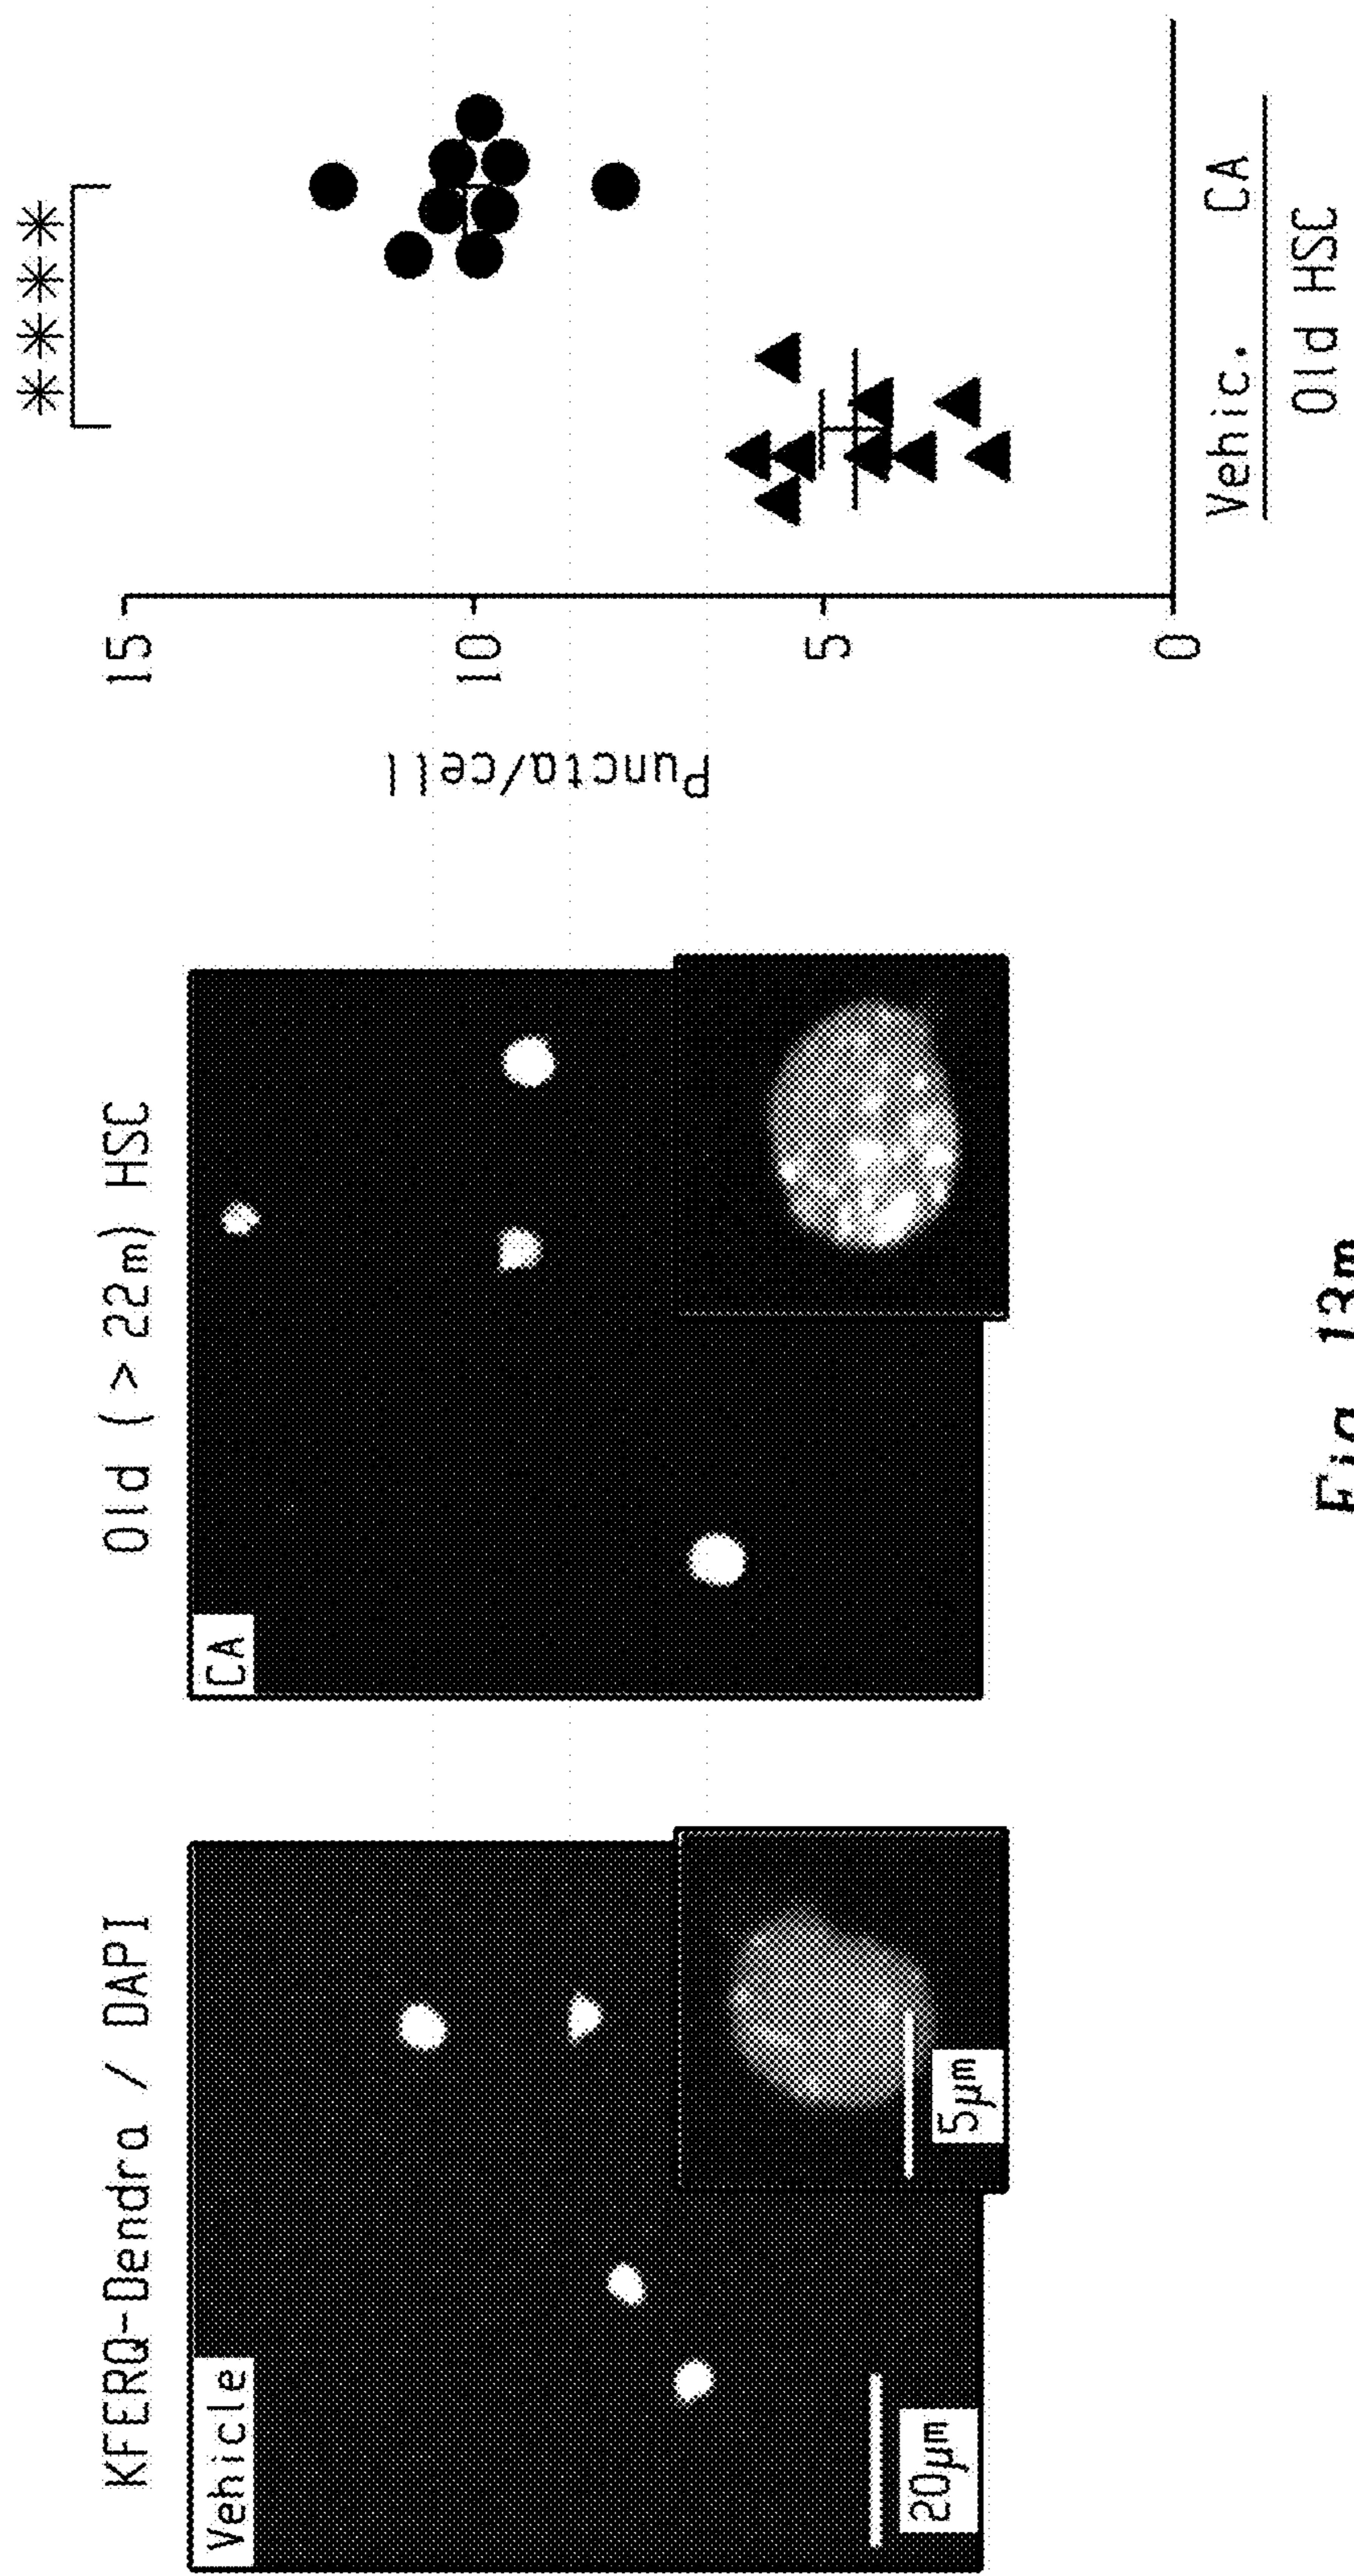 KFERQ-Dendra / DAPI
Old ( > 22m) HSC
Vehicle
20µm
5µm
CA
Puncta/cell
15
10
5
0
****
Vehic. CA
Old HSC
Fig. 13m